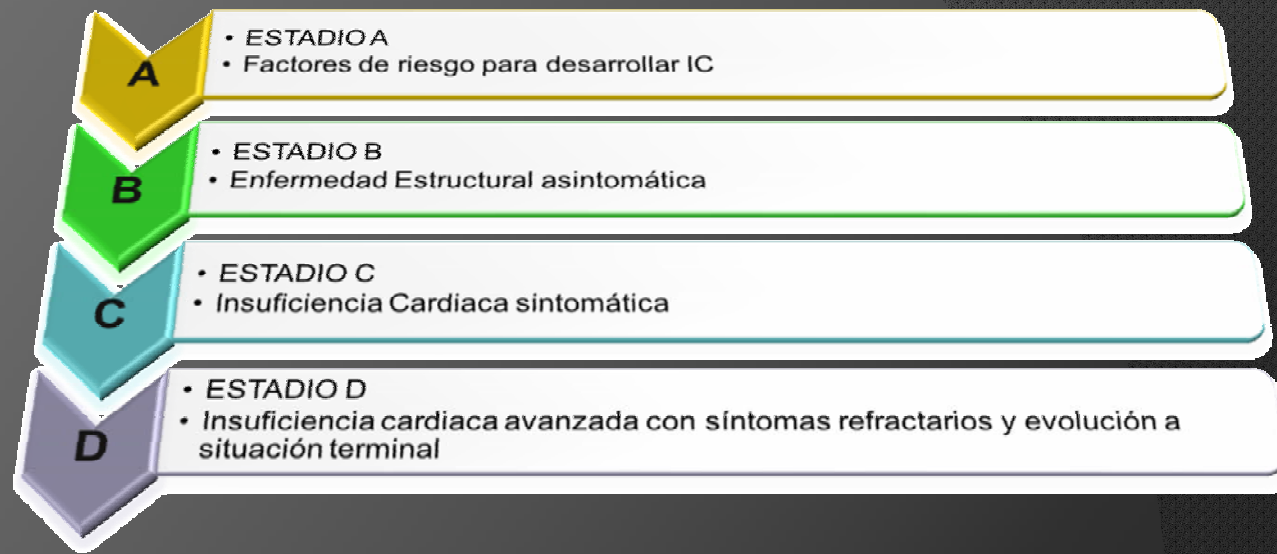 A
• ESTADIO A
• Factores de riesgo para desarrollar IC
B
• ESTADIO B
• Enfermedad Estructural asintomática
C
• ESTADIO C
• Insuficiencia Cardiaca sintomática
D
• ESTADIO D
• Insuficiencia cardiaca avanzada con síntomas refractarios y evolución a
situación terminal